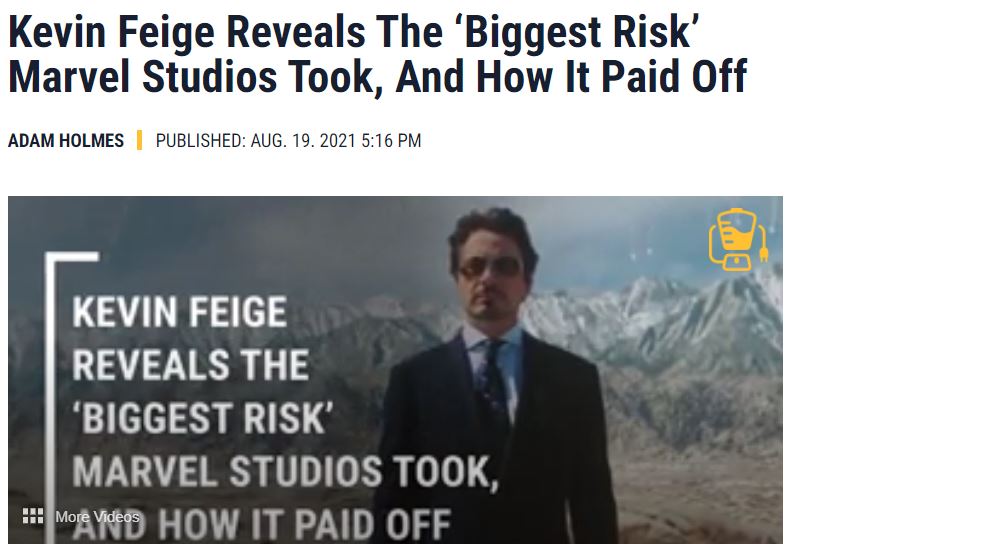 Kevin Feige Reveals The ‘Biggest Risk’
Marvel Studios Took, And How It Paid Off
ADAM HOLMES PUBLISHED: AUG. 19. 2021 5:16 PM
KEVIN FEIGE
REVEALS THE
‘BIGGEST RISK’
MARVEL STUDIOS TOOK,
AND HOW IT PAID OFF
More Videos